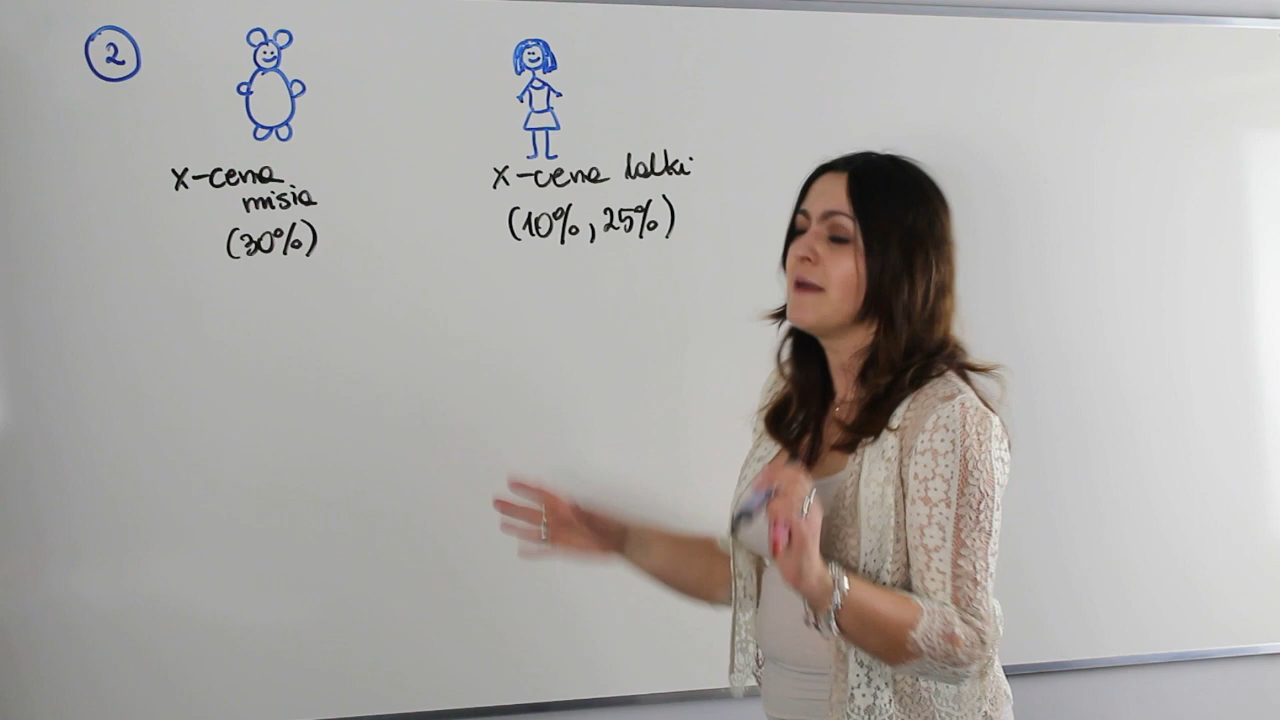 2
x-cena
misia
(30%)
x-cena lalki
(10%, 25%)